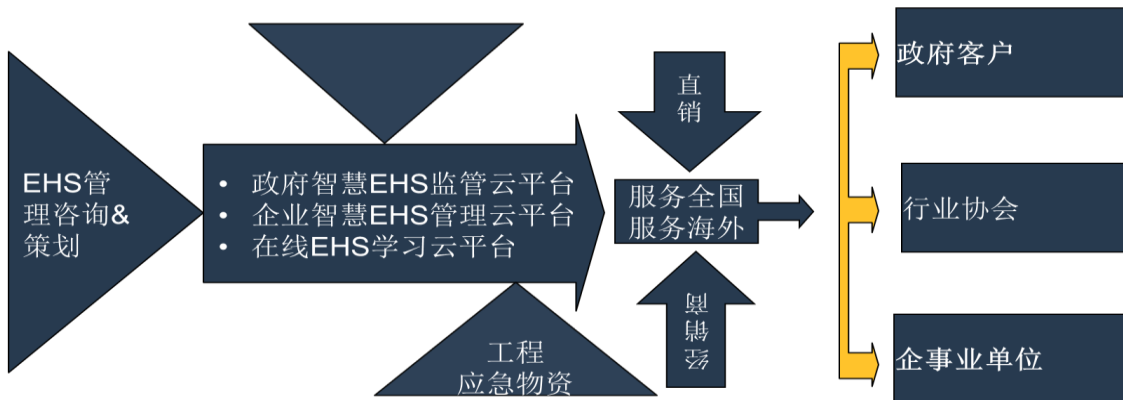 EHS管
理咨询&
策划
• 政府智慧EHS监管云平台
• 企业智慧EHS管理云平台
• 在线EHS学习云平台
工程
应急物资
直
销
服务全国
服务海外
经销商
政府客户
行业协会
企事业单位